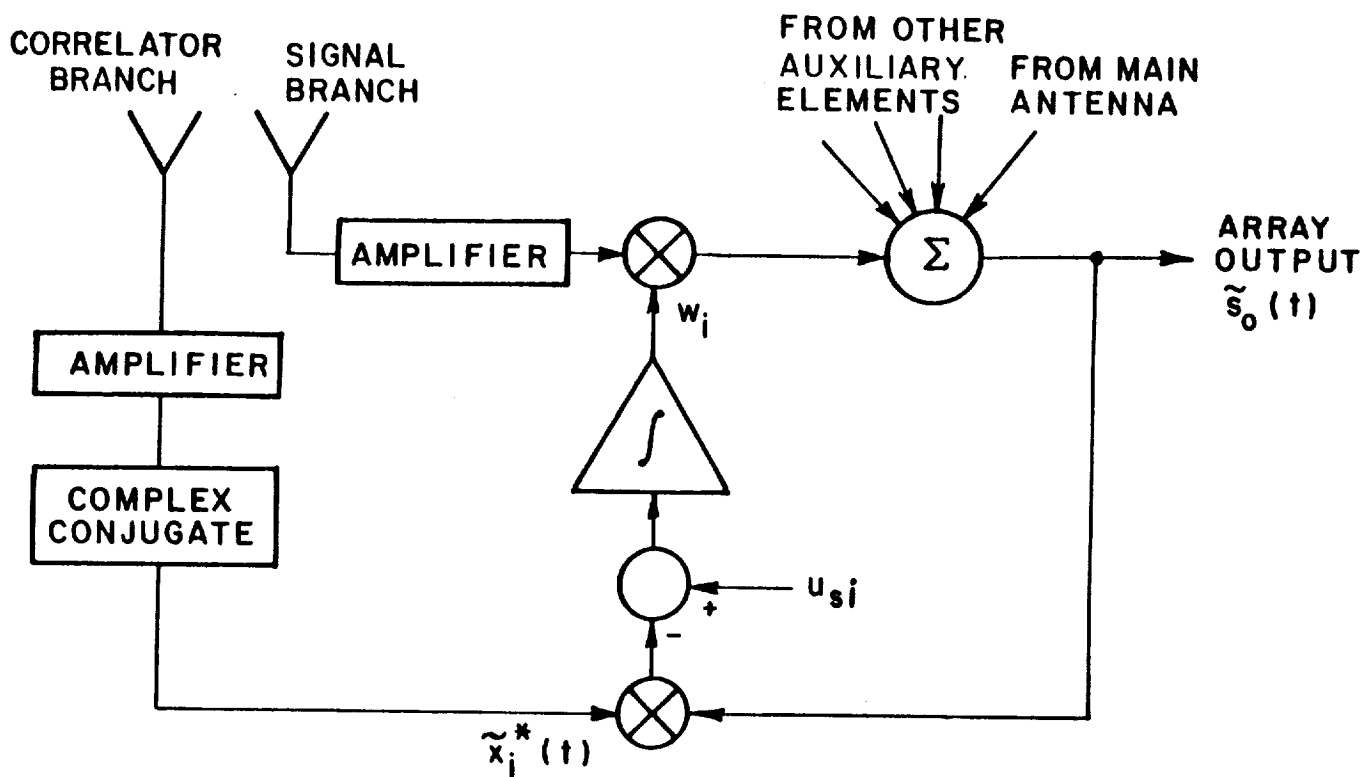 CORRELATOR
BRANCH
SIGNAL
BRANCH
FROM OTHER
AUXILIARY
ELEMENTS
FROM MAIN
ANTENNA
AMPLIFIER
wᵢ
Σ
ARRAY
OUTPUT
s̃ₒ(t)
AMPLIFIER
∫
COMPLEX
CONJUGATE
+
uₛᵢ
-
x̃ᵢ*(t)